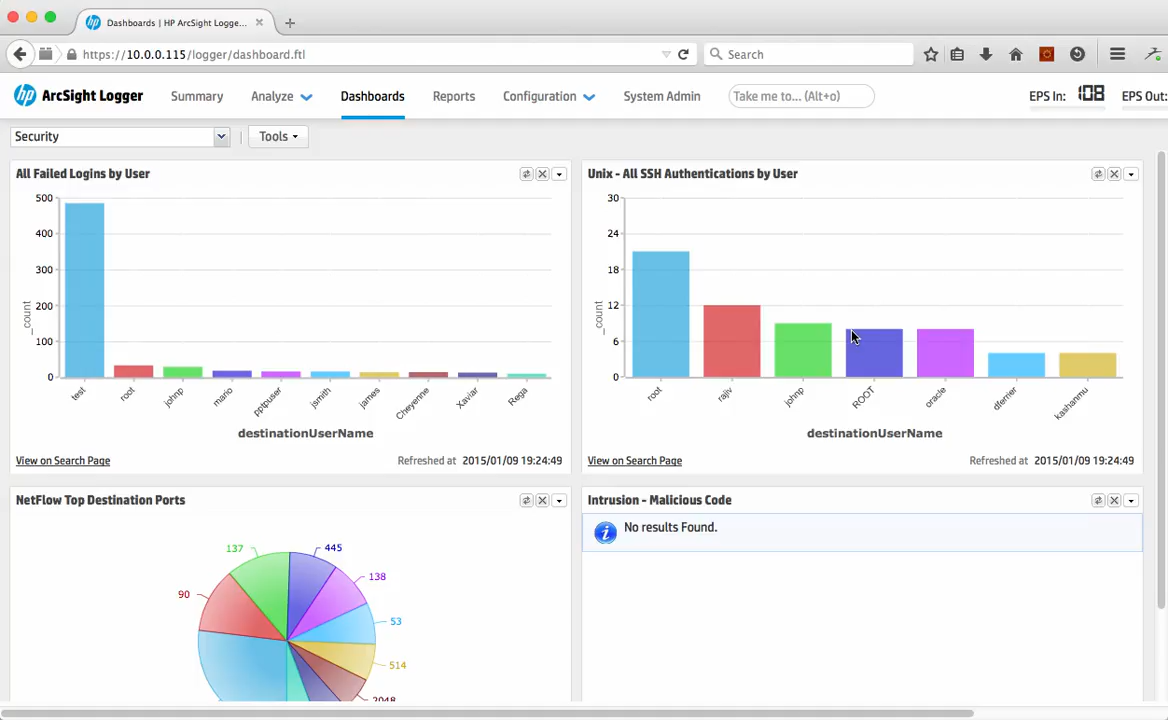 Dashboards | HP ArcSight Logge...
https://10.0.0.115/logger/dashboard.ftl
Search
hp ArcSight Logger
Summary
Analyze
Dashboards
Reports
Configuration
System Admin
Take me to... (Alt+o)
EPS In: 108
EPS Out:
Security
Tools
All Failed Logins by User
500
400
300
200
100
0
_count
test
root
johnp
mario
pptpuser
jsmith
james
Cheyenne
Xaviar
Rega
destinationUserName
View on Search Page
Refreshed at 2015/01/09 19:24:49
Unix - All SSH Authentications by User
30
24
18
12
6
0
_count
root
rajiv
johnp
ROOT
oracle
dferrier
kashanmu
destinationUserName
View on Search Page
Refreshed at 2015/01/09 19:24:49
NetFlow Top Destination Ports
137
445
138
90
53
514
2048
Intrusion - Malicious Code
No results Found.